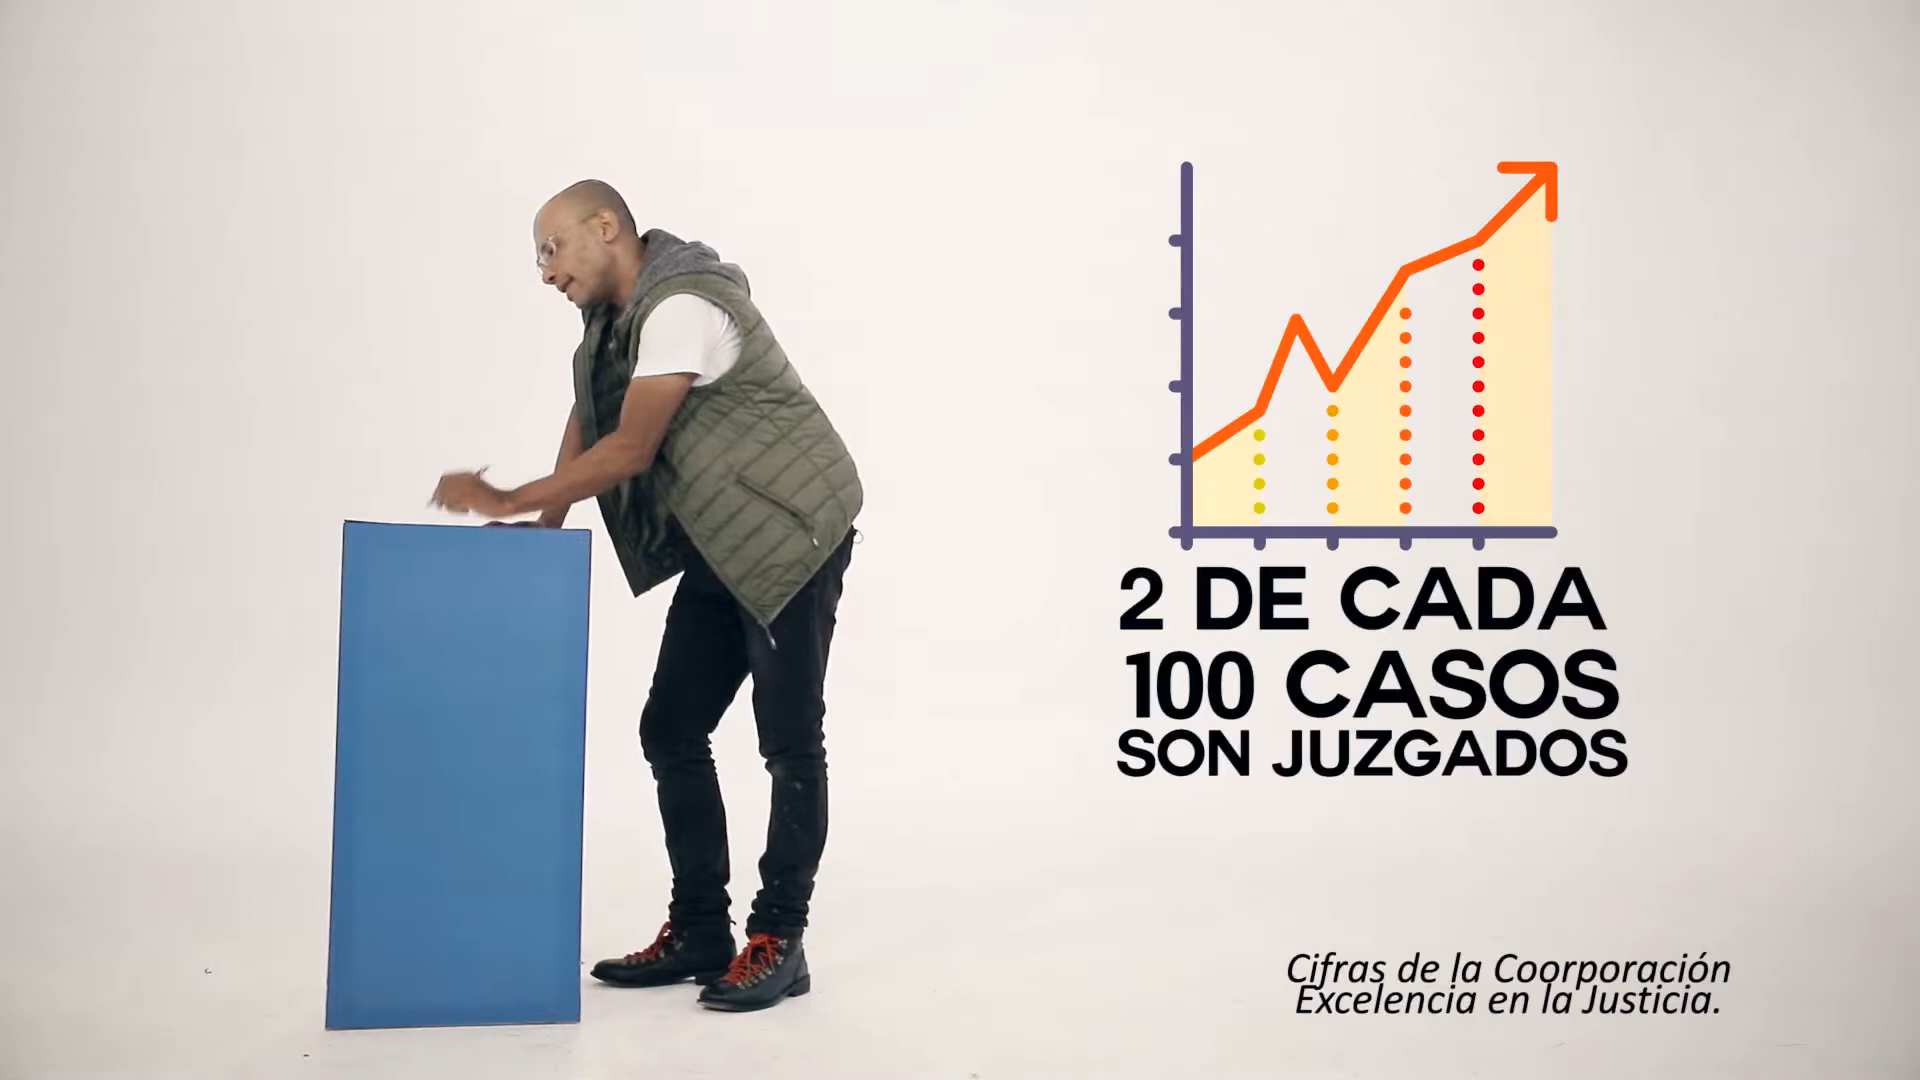 2 DE CADA
100 CASOS
SON JUZGADOS
Cifras de la Coorporación
Excelencia en la Justicia.